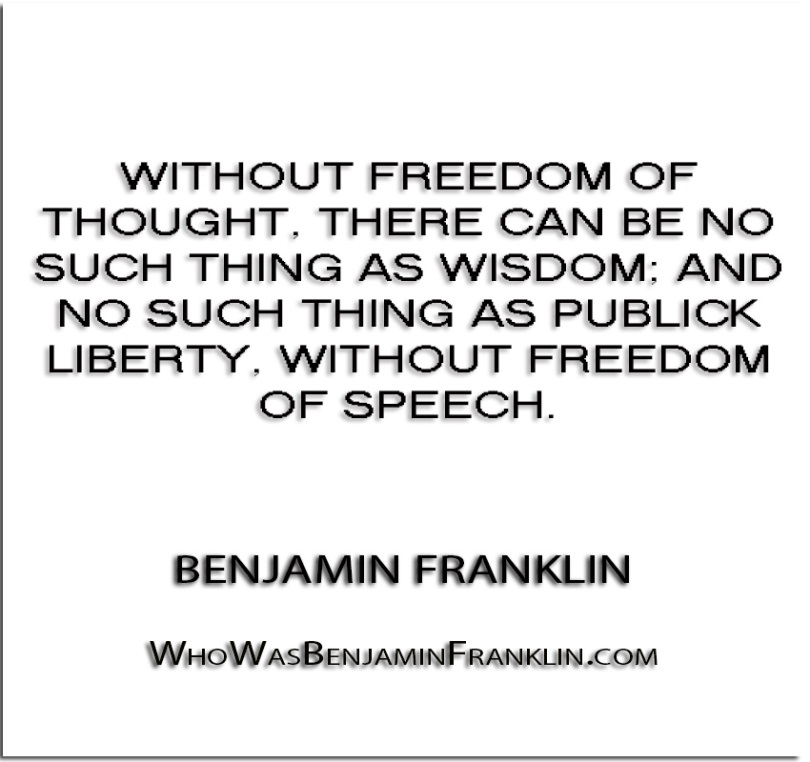 WITHOUT FREEDOM OF
THOUGHT, THERE CAN BE NO
SUCH THING AS WISDOM; AND
NO SUCH THING AS PUBLICK
LIBERTY, WITHOUT FREEDOM
OF SPEECH.
BENJAMIN FRANKLIN
WHOWASBENJAMINFRANKLIN.COM